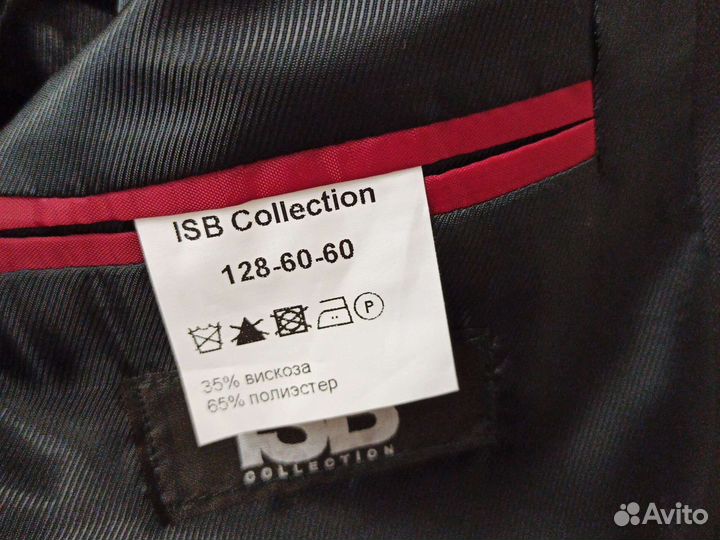 ISB Collection
128-60-60
P
35% вискоза
65% полиэстер
ISB
COLLECTION
Avito